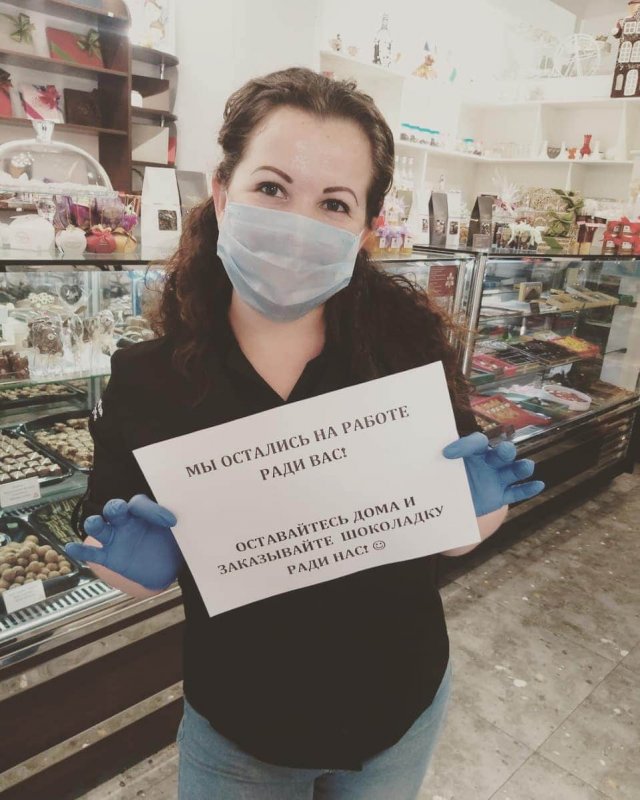 МЫ ОСТАЛИСЬ НА РАБОТЕ
РАДИ ВАС!
ОСТАВАЙТЕСЬ ДОМА И
ЗАКАЗЫВАЙТЕ ШОКОЛАДКУ
РАДИ НАС! ☺